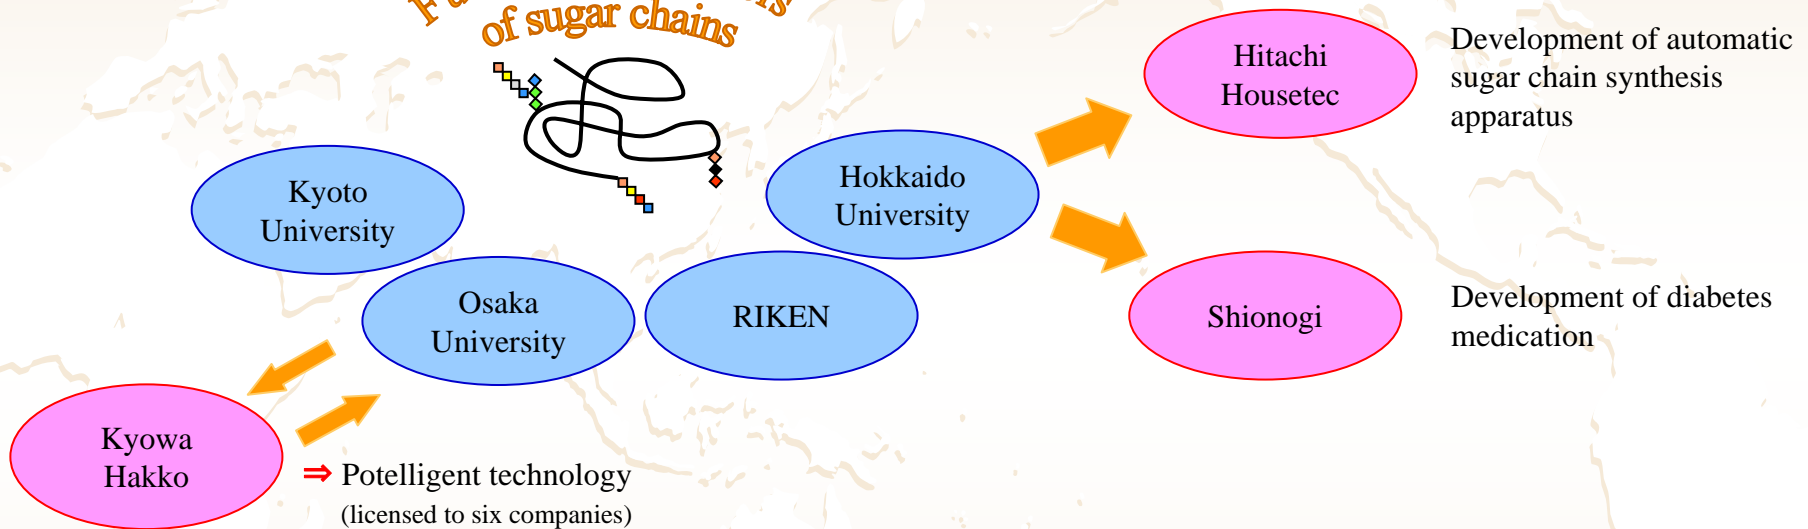 of sugar chains
Hitachi
Housetec
Development of automatic
sugar chain synthesis
apparatus
Kyoto
University
Hokkaido
University
Osaka
University
RIKEN
Shionogi
Development of diabetes
medication
Kyowa
Hakko
⇒ Potelligent technology
(licensed to six companies)